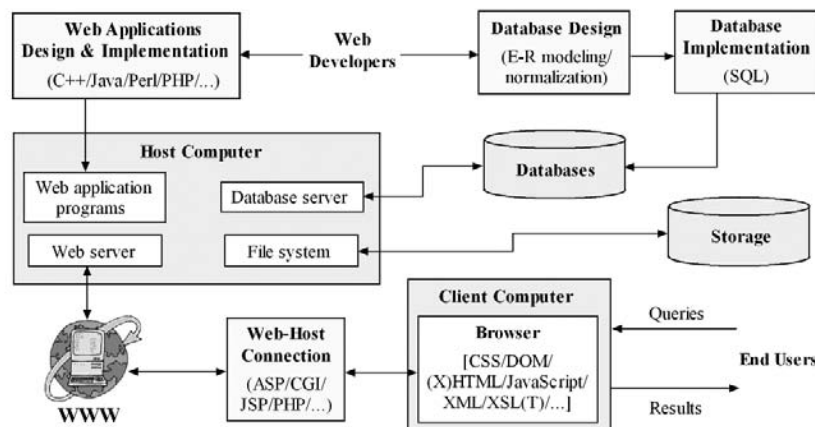 Web Applications
Design & Implementation
(C++/Java/Perl/PHP/...)
Web
Developers
Database Design
(E-R modeling/
normalization)
Database
Implementation
(SQL)
Host Computer
Web application
programs
Database server
Web server
File system
Databases
Storage
WWW
Web-Host
Connection
(ASP/CGI/
JSP/PHP/...)
Client Computer
Browser
[CSS/DOM/
(X)HTML/JavaScript/
XML/XSL(T)/...]
Queries
End Users
Results